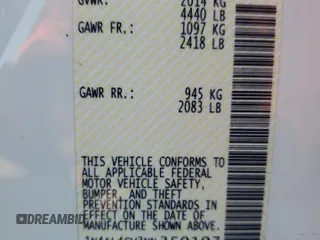 GVWR: 2014 KG
4440 LB
GAWR FR.: 1097 KG
2418 LB
GAWR RR.: 945 KG
2083 LB
THIS VEHICLE CONFORMS TO
ALL APPLICABLE FEDERAL
MOTOR VEHICLE SAFETY,
BUMPER, AND THEFT
PREVENTION STANDARDS IN
EFFECT ON THE DATE OF
MANUFACTURE SHOWN ABOVE
DREAMBID